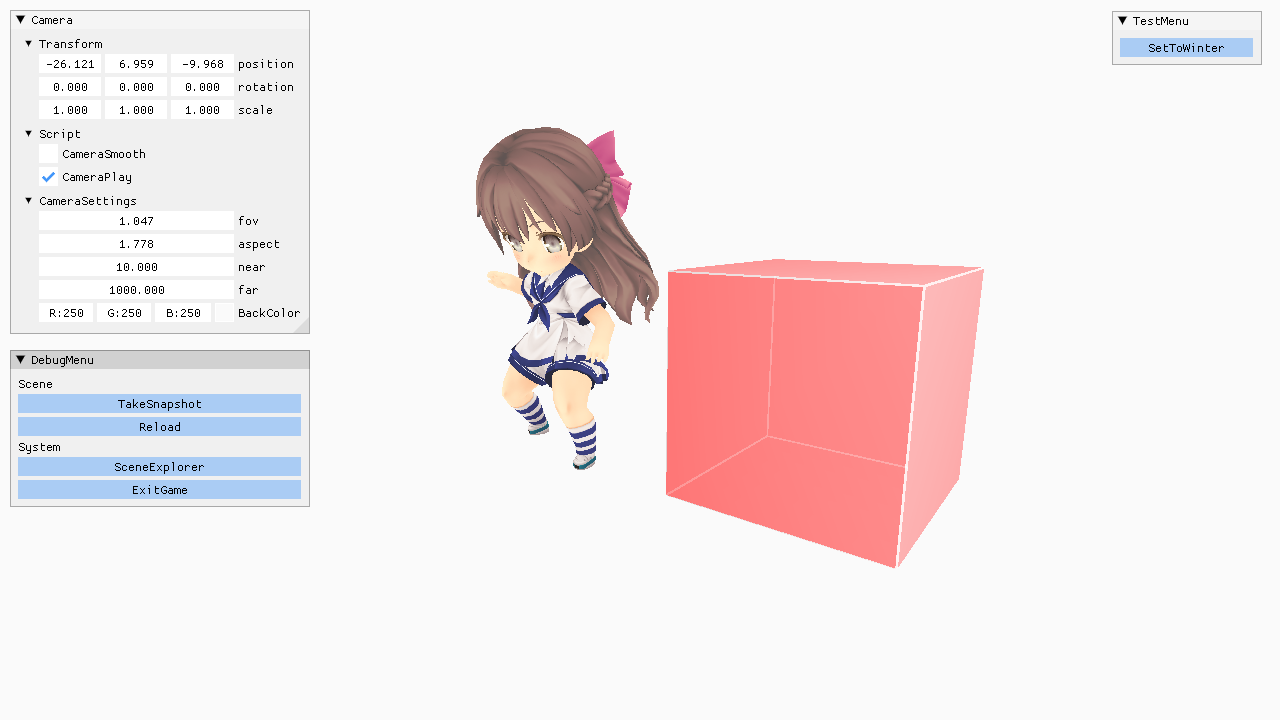 Camera
Transform
-26.121 6.959 -9.968 position
0.000 0.000 0.000 rotation
1.000 1.000 1.000 scale
Script
CameraSmooth
CameraPlay
CameraSettings
1.047 fov
1.778 aspect
10.000 near
far
R:250 G:250 B:250 BackColor
DebugMenu
Scene
TakeSnapshot
Reload
System
SceneExplorer
ExitGame
TestMenu
SetToWinter